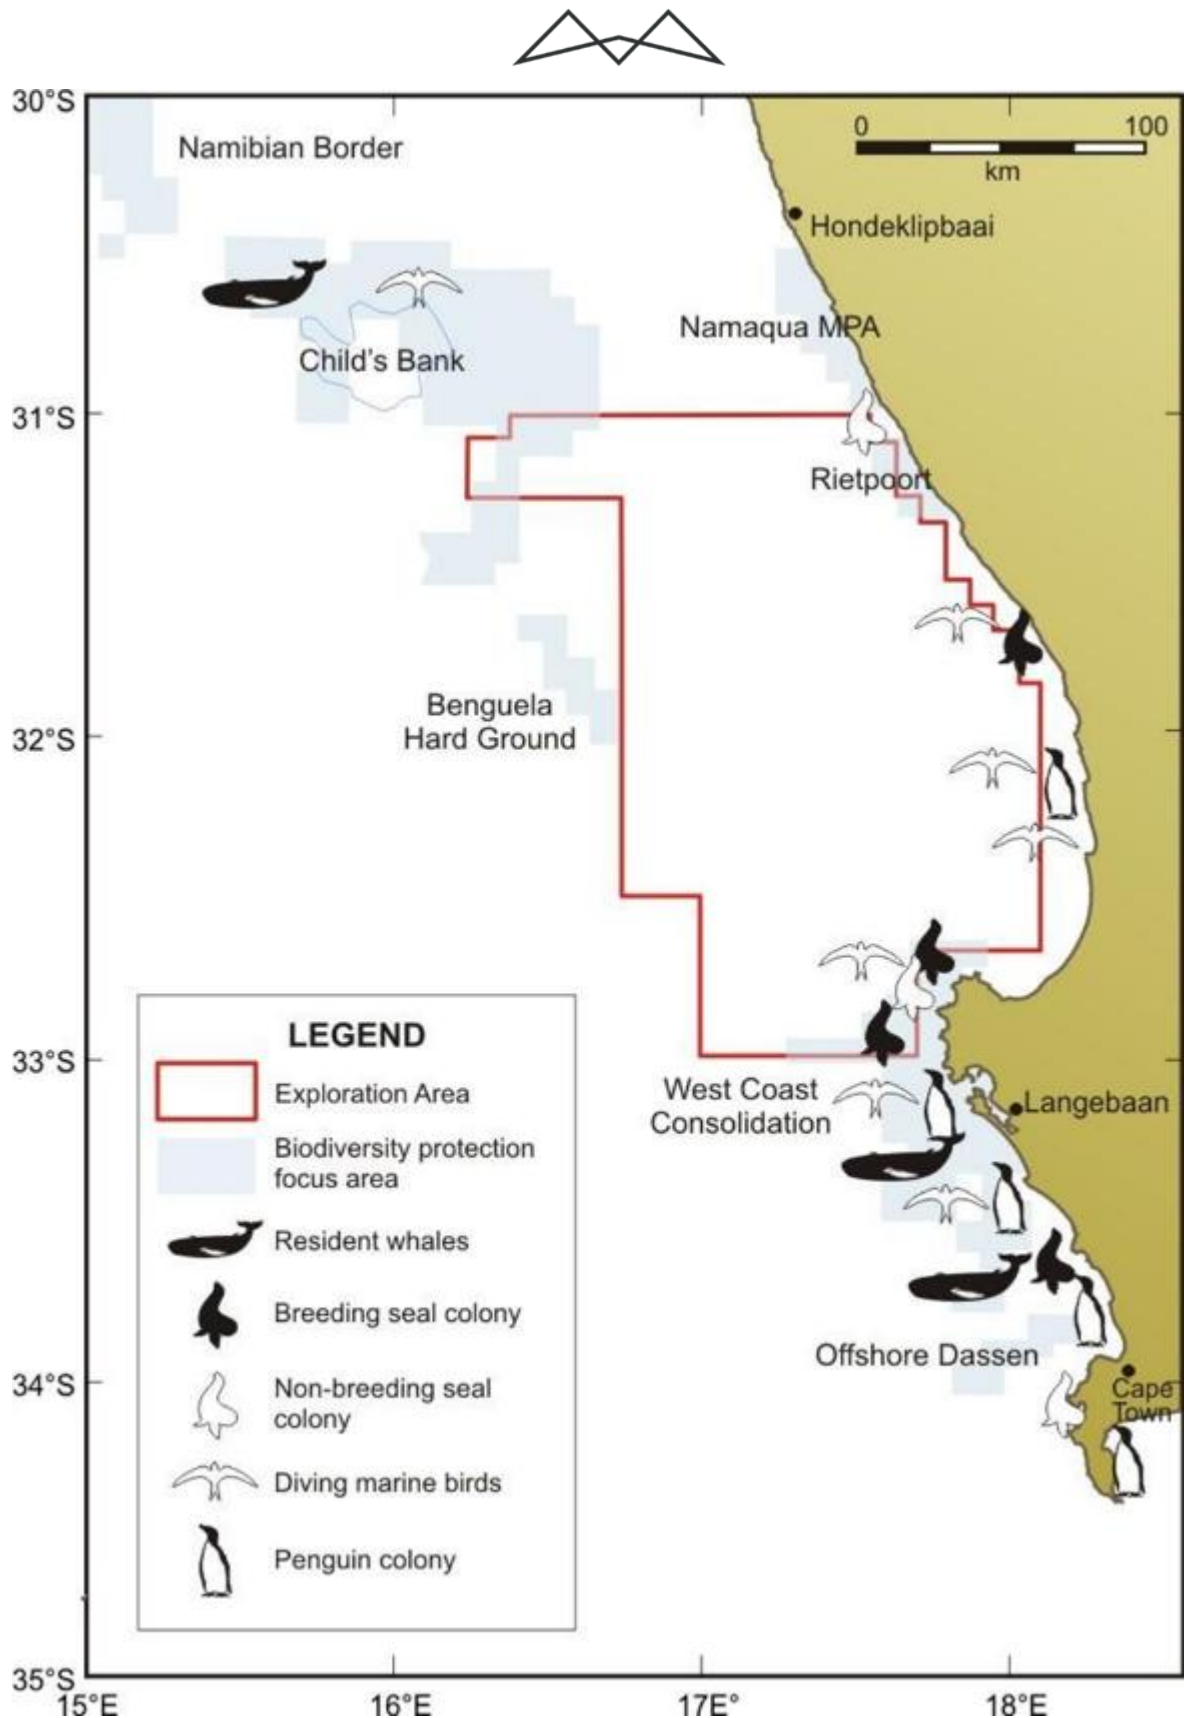 30°S
Namibian Border
0 100
km
Hondeklipbaai
Namaqua MPA
Child's Bank
31°S
Rietpoort
Benguela
Hard Ground
32°S
LEGEND
Exploration Area
Biodiversity protection
focus area
Resident whales
Breeding seal colony
Non-breeding seal
colony
Diving marine birds
Penguin colony
33°S
West Coast
Consolidation
Langebaan
Offshore Dassen
34°S
Cape
Town
35°S
15°E
16°E
17E°
18°E